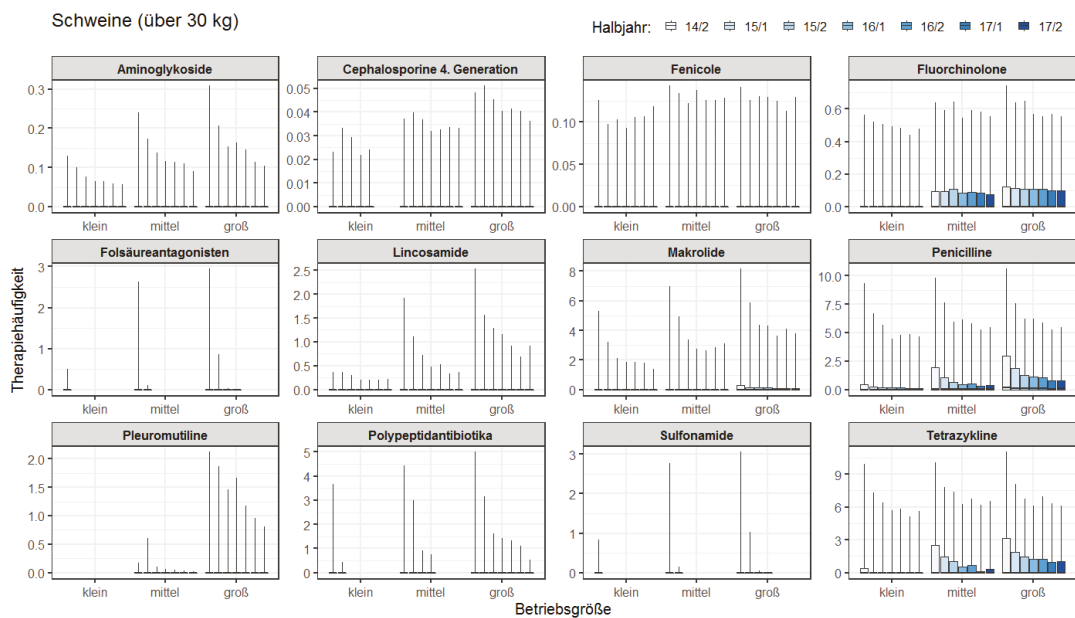 Schweine (über 30 kg)
Halbjahr: 14/2 15/1 15/2 16/1 16/2 17/1 17/2
Aminoglykoside
Cephalosporine 4. Generation
Fenicole
Fluorchinolone
0.3
0.2
0.1
0.0
0.05
0.04
0.03
0.02
0.01
0.00
0.10
0.05
0.00
0.6
0.4
0.2
0.0
klein mittel groß
klein mittel groß
klein mittel groß
klein mittel groß
Therapiehäufigkeit
Folsäureantagonisten
Lincosamide
Makrolide
Penicilline
3
2
1
0
2.5
2.0
1.5
1.0
0.5
0.0
8
6
4
2
0
10.0
7.5
5.0
2.5
0.0
klein mittel groß
klein mittel groß
klein mittel groß
klein mittel groß
Pleuromutiline
Polypeptidantibiotika
Sulfonamide
Tetrazykline
2.0
1.5
1.0
0.5
0.0
5
4
3
2
1
0
3
2
1
0
9
6
3
0
klein mittel groß
klein mittel groß
klein mittel groß
klein mittel groß
Betriebsgröße